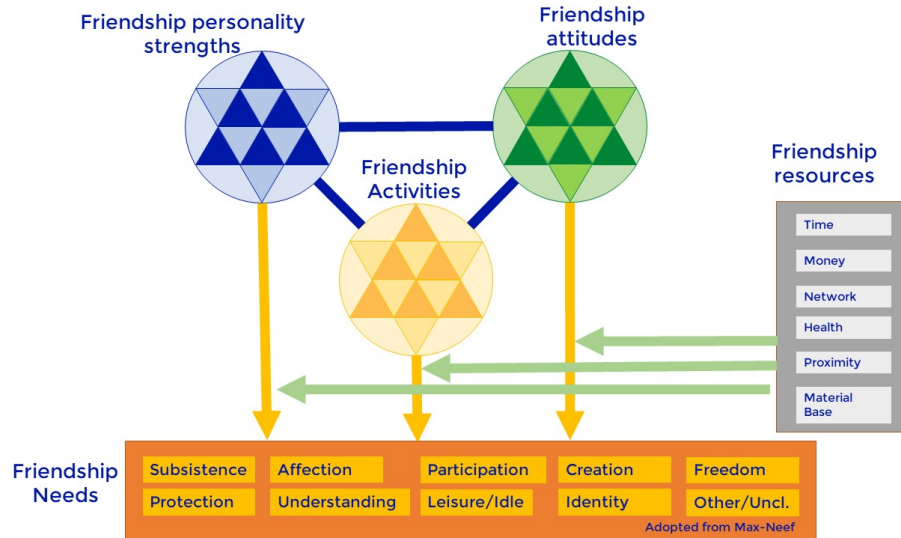 Friendship personality
strengths
Friendship
attitudes
Friendship
Activities
Friendship
resources
Time
Money
Network
Health
Proximity
Material
Base
Friendship
Needs
Subsistence
Affection
Participation
Creation
Freedom
Protection
Understanding
Leisure/Idle
Identity
Other/Uncl.
Adopted from Max-Neef